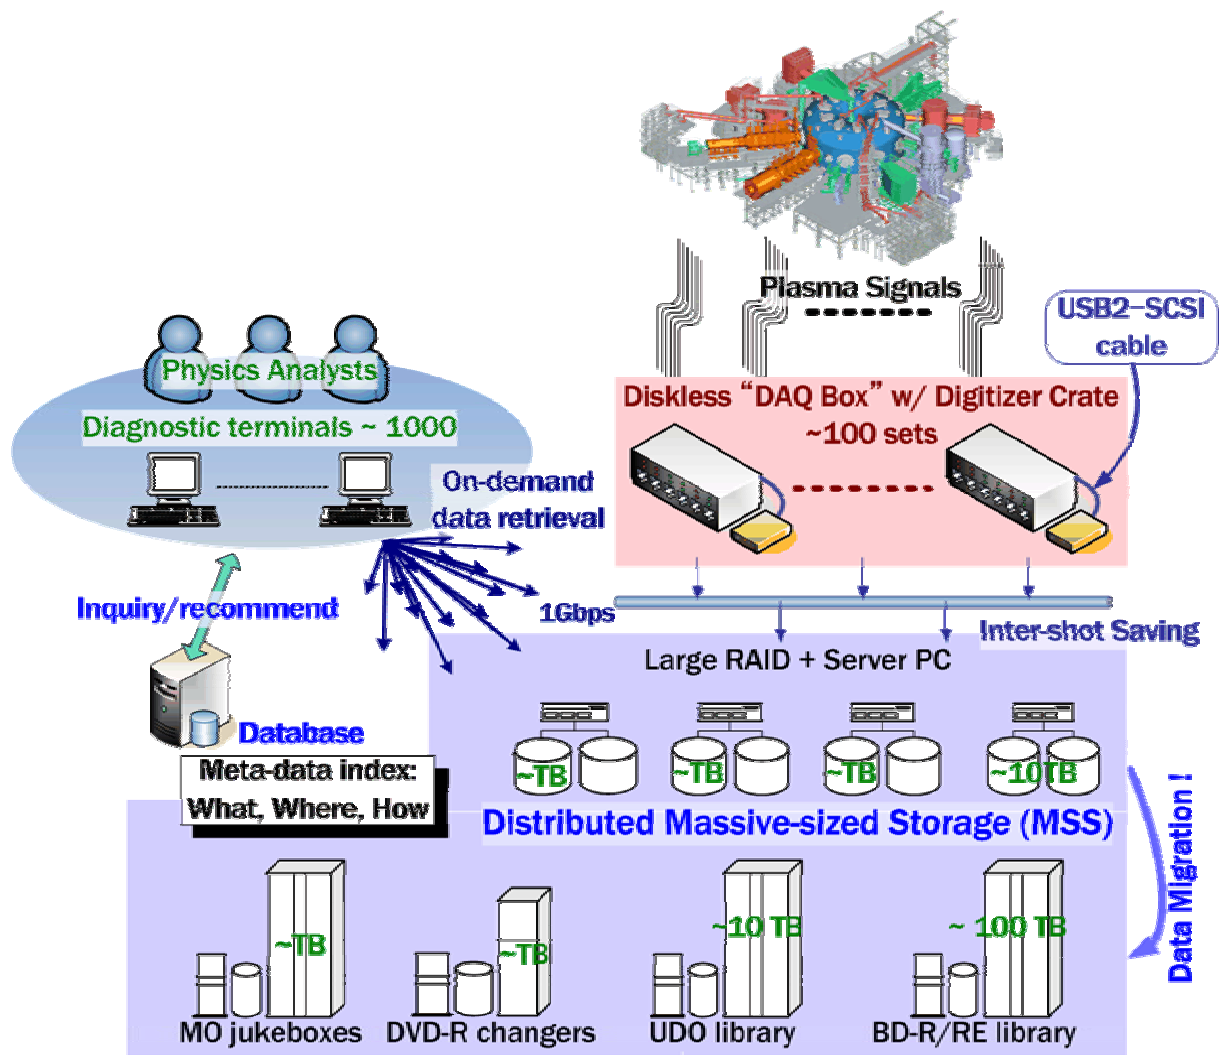 Plasma Signals
USB2-SCSI
cable
Physics Analysts
Diagnostic terminals ~ 1000
Diskless "DAQ Box" w/ Digitizer Crate
~100 sets
On-demand
data retrieval
Inquiry/recommend
1Gbps
Inter-shot Saving
Large RAID + Server PC
Database
Meta-data index:
What, Where, How
~TB
~TB
~TB
~10TB
Distributed Massive-sized Storage (MSS)
Data Migration !
~TB
~TB
~10 TB
~ 100 TB
MO jukeboxes
DVD-R changers
UDO library
BD-R/RE library